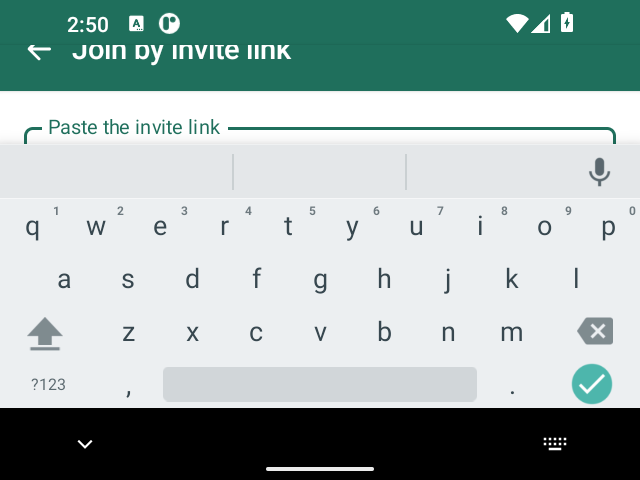 2:50
Join by invite link
Paste the invite link
q 1 w 2 e 3 r 4 t 5 y 6 u 7 i 8 o 9 p 0
a s d f g h j k l
z x c v b n m
?123 , .